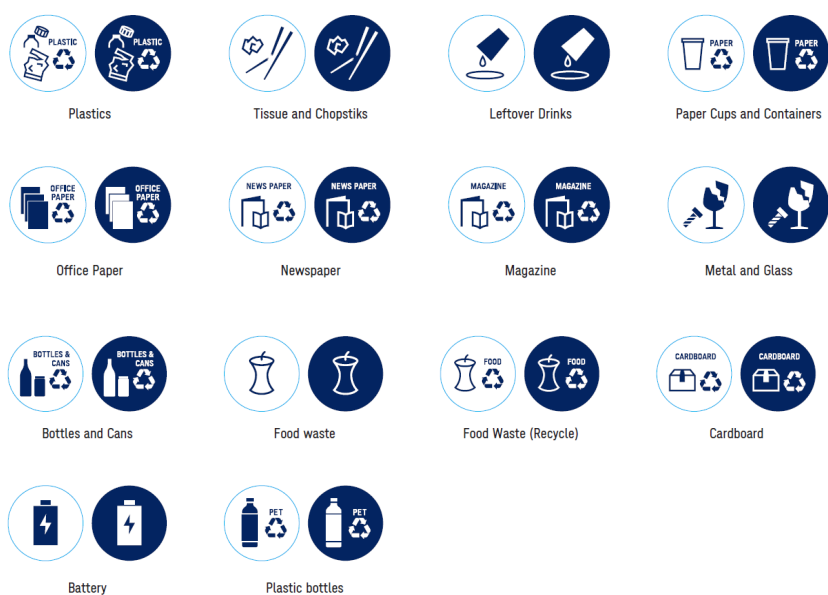 PLASTIC
PLASTIC
Plastics
Tissue and Chopstiks
Leftover Drinks
PAPER
PAPER
Paper Cups and Containers
OFFICE
PAPER
OFFICE
PAPER
Office Paper
NEWS PAPER
NEWS PAPER
Newspaper
MAGAZINE
MAGAZINE
Magazine
Metal and Glass
BOTTLES &
CANS
BOTTLES &
CANS
Bottles and Cans
Food waste
FOOD
FOOD
Food Waste (Recycle)
CARDBOARD
CARDBOARD
Cardboard
Battery
PET
PET
Plastic bottles